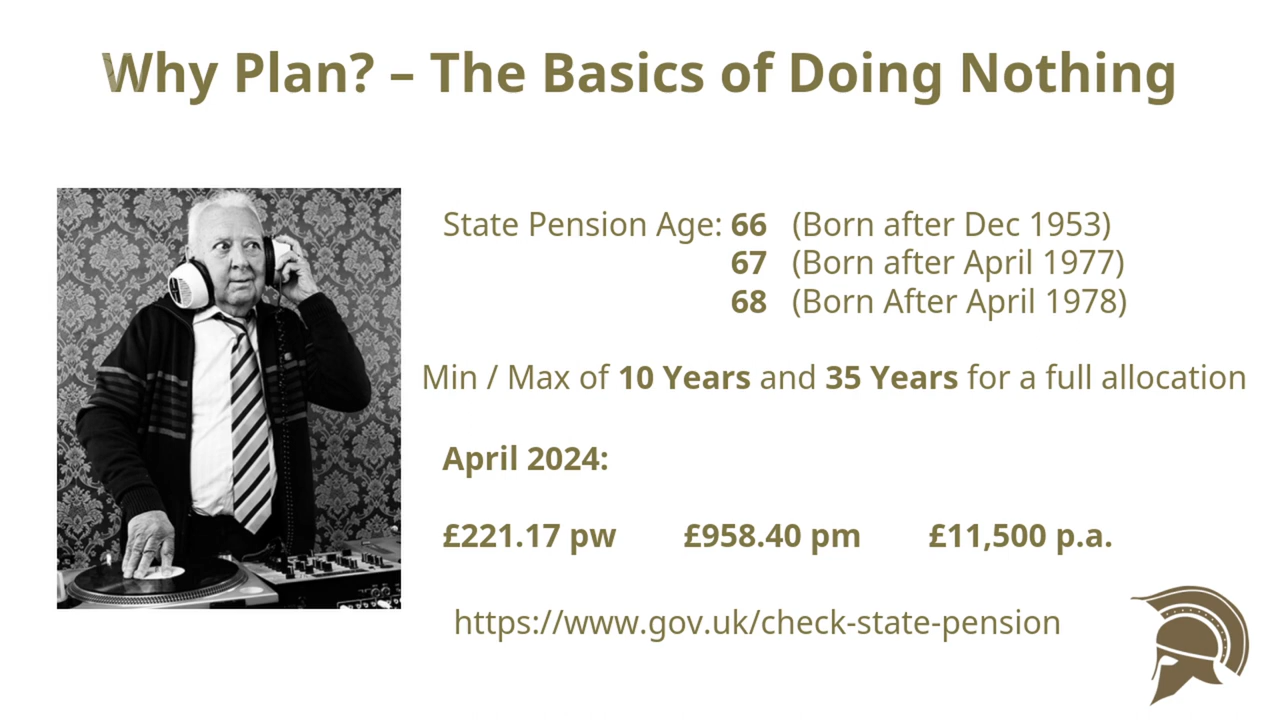 Why Plan? – The Basics of Doing Nothing
State Pension Age: 66 (Born after Dec 1953)
67 (Born after April 1977)
68 (Born After April 1978)
Min / Max of 10 Years and 35 Years for a full allocation
April 2024:
£221.17 pw £958.40 pm £11,500 p.a.
https://www.gov.uk/check-state-pension